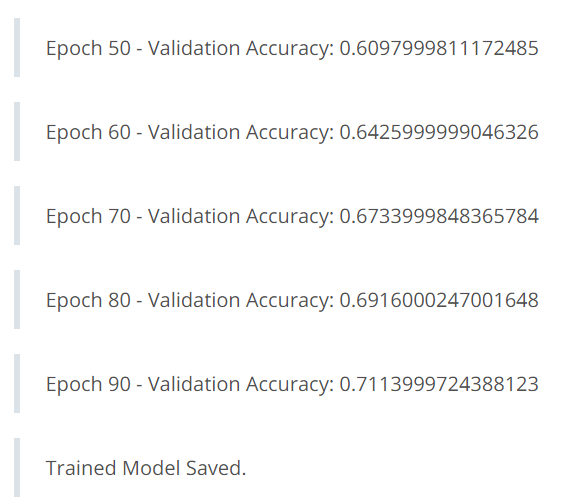 Epoch 50 - Validation Accuracy: 0.6097999811172485
Epoch 60 - Validation Accuracy: 0.6425999999046326
Epoch 70 - Validation Accuracy: 0.6733999848365784
Epoch 80 - Validation Accuracy: 0.6916000247001648
Epoch 90 - Validation Accuracy: 0.7113999724388123
Trained Model Saved.